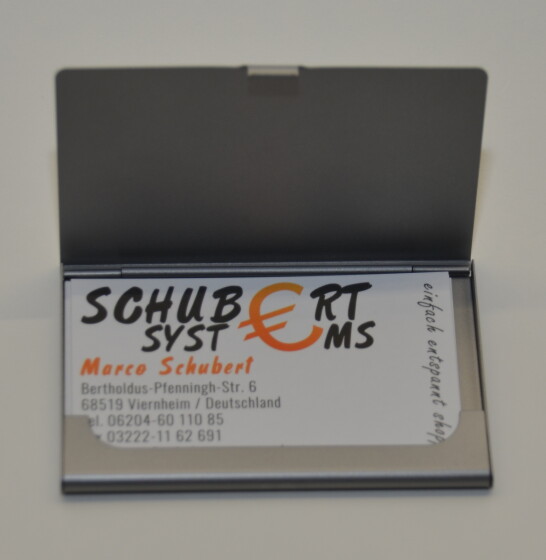 SCHUB€RT
SYST€MS
Marco Schubert
Bertholdus-Pfenningh-Str. 6
68519 Viernheim / Deutschland
el. 06204-60 110 85
03222-11 62 691
einfach entspannt shop